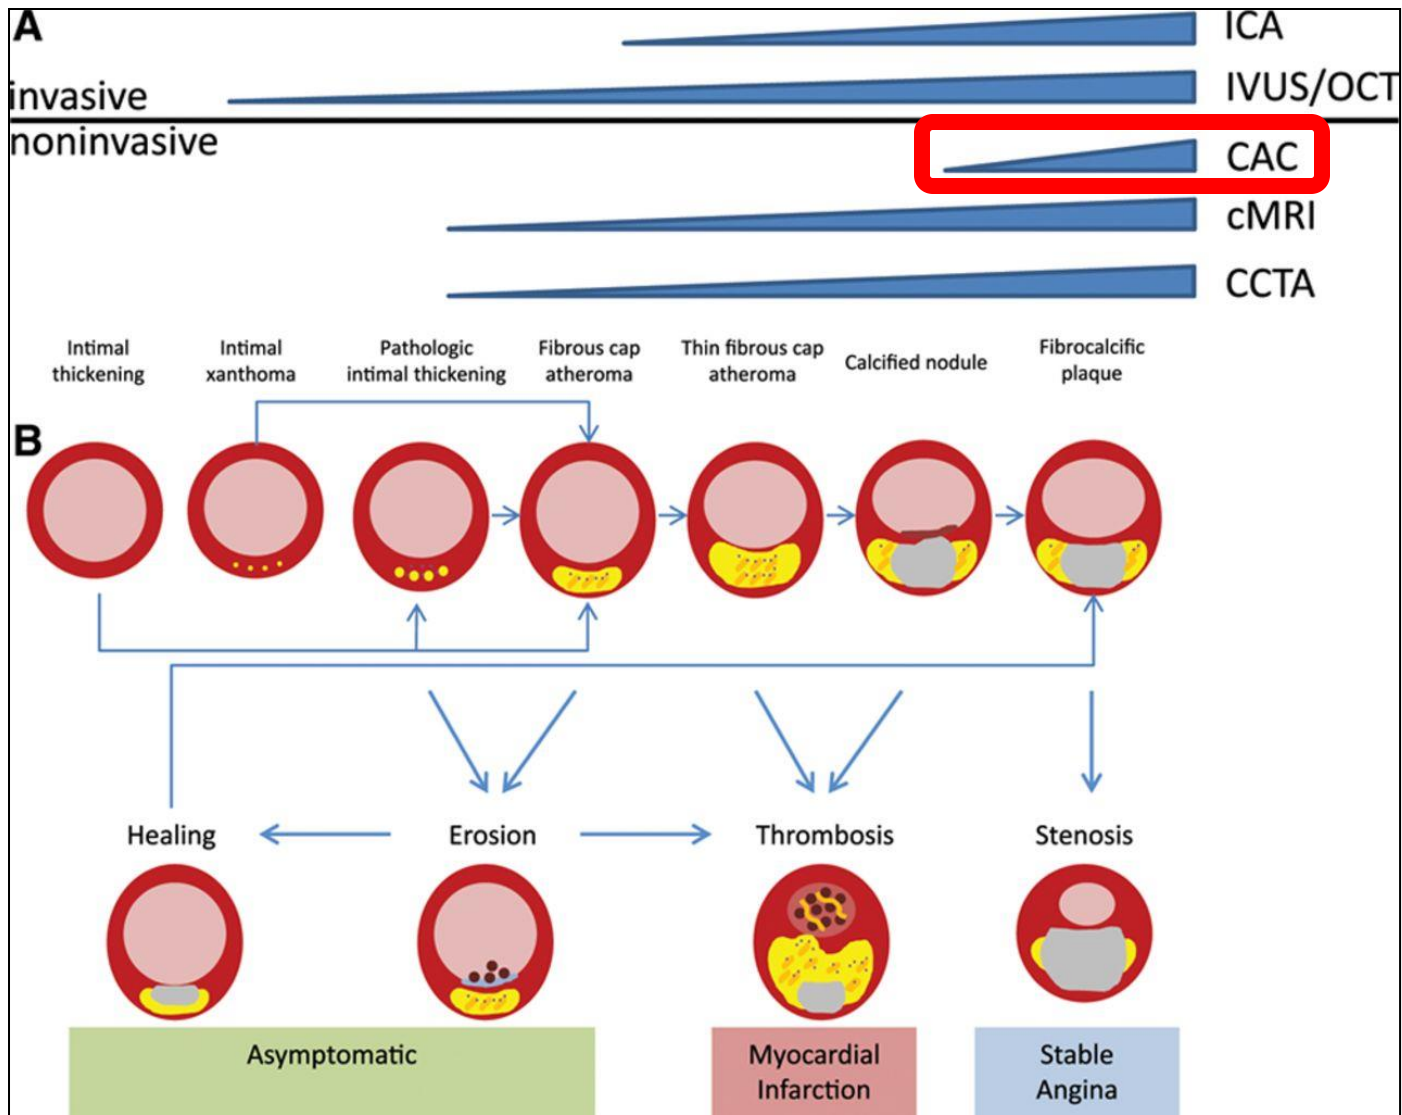 A
ICA
invasive
IVUS/OCT
noninvasive
CAC
cMRI
CCTA
Intimal
thickening
Intimal
xanthoma
Pathologic
intimal thickening
Fibrous cap
atheroma
Thin fibrous cap
atheroma
Calcified nodule
Fibrocalcific
plaque
B
Healing
Erosion
Thrombosis
Stenosis
Asymptomatic
Myocardial
Infarction
Stable
Angina